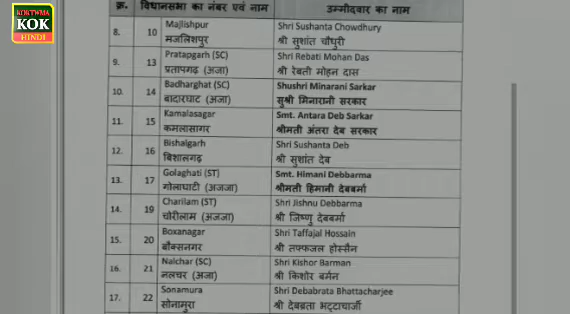 KOKTWMA
KOK
HINDI
क्र. विधानसभा का नंबर एवं नाम उम्मीदवार का नाम
8. 10 Majlishpur Shri Sushanta Chowdhury
मजलिशपुर श्री सुशांत चौधुरी
9. 13 Pratapgarh (SC) Shri Rebati Mohan Das
प्रतापगढ़ (अजा) श्री रेबती मोहन दास
10. 14 Badharghat (SC) Shushri Minarani Sarkar
बादारघाट (अजा) सुश्री मिनारानी सरकार
11. 15 Kamalasagar Smt. Antara Deb Sarkar
कमलासागर श्रीमती अंतरा देब सरकार
12. 16 Bishalgarh Shri Sushanta Deb
बिशालगढ़ श्री सुशांत देब
13. 17 Golaghati (ST) Smt. Himani Debbarma
गोलाघाटी (अजजा) श्रीमती हिमानी देबबर्मा
14. 19 Charilam (ST) Shri Jishnu Debbarma
चोरीलाम (अजजा) श्री जिष्णु देबबर्मा
15. 20 Boxanagar Shri Taffajal Hossain
बौक्सनगर श्री तफ्फजल होस्सैन
16. 21 Nalchar (SC) Shri Kishor Barman
नलचर (अजा) श्री किशोर बर्मन
17. 22 Sonamura Shri Debabrata Bhattacharjee
सोनामुरा श्री देबब्रता भट्टाचार्जी